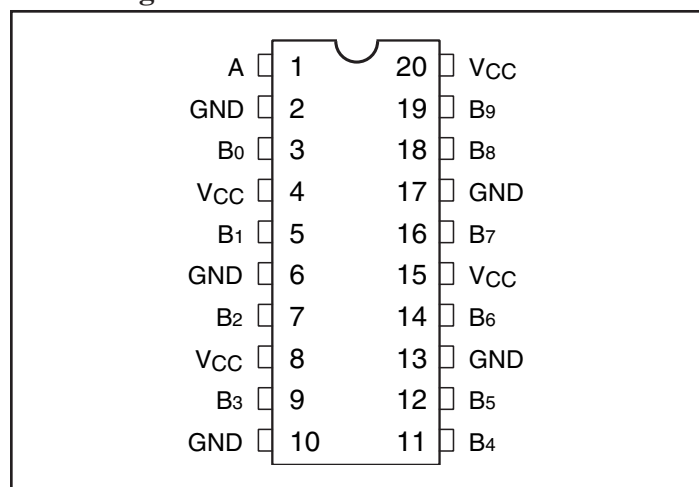 A 1 20 VCC
GND 2 19 B9
B0 3 18 B8
VCC 4 17 GND
B1 5 16 B7
GND 6 15 VCC
B2 7 14 B6
VCC 8 13 GND
B3 9 12 B5
GND 10 11 B4